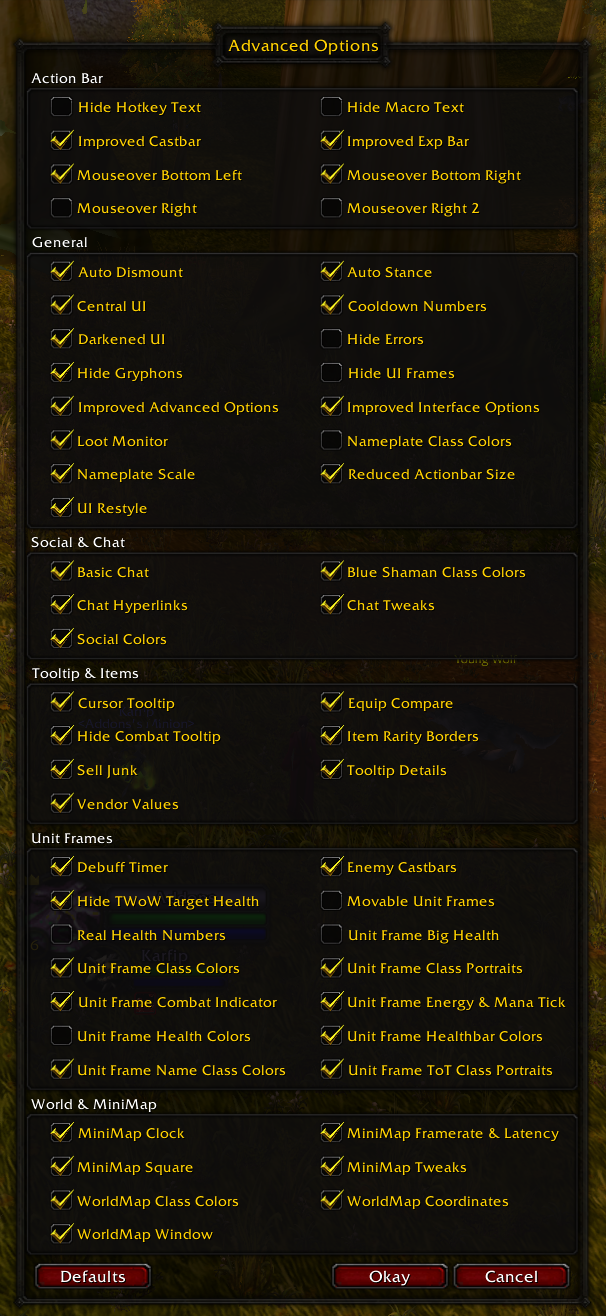 Advanced Options
Action Bar
Hide Hotkey Text Hide Macro Text
Improved Castbar Improved Exp Bar
Mouseover Bottom Left Mouseover Bottom Right
Mouseover Right Mouseover Right 2
General
Auto Dismount Auto Stance
Central UI Cooldown Numbers
Darkened UI Hide Errors
Hide Gryphons Hide UI Frames
Improved Advanced Options Improved Interface Options
Loot Monitor Nameplate Class Colors
Nameplate Scale Reduced Actionbar Size
UI Restyle
Social & Chat
Basic Chat Blue Shaman Class Colors
Chat Hyperlinks Chat Tweaks
Social Colors
Young Wolf
Tooltip & Items
Cursor Tooltip Equip Compare
Hide Combat Tooltip Item Rarity Borders
Sell Junk Tooltip Details
Vendor Values
Unit Frames
Debuff Timer Enemy Castbars
Hide TWoW Target Health Movable Unit Frames
Real Health Numbers Unit Frame Big Health
Unit Frame Class Colors Unit Frame Class Portraits
Unit Frame Combat Indicator Unit Frame Energy & Mana Tick
Unit Frame Health Colors Unit Frame Healthbar Colors
Unit Frame Name Class Colors Unit Frame ToT Class Portraits
World & MiniMap
MiniMap Clock MiniMap Framerate & Latency
MiniMap Square MiniMap Tweaks
WorldMap Class Colors WorldMap Coordinates
WorldMap Window
Defaults Okay Cancel